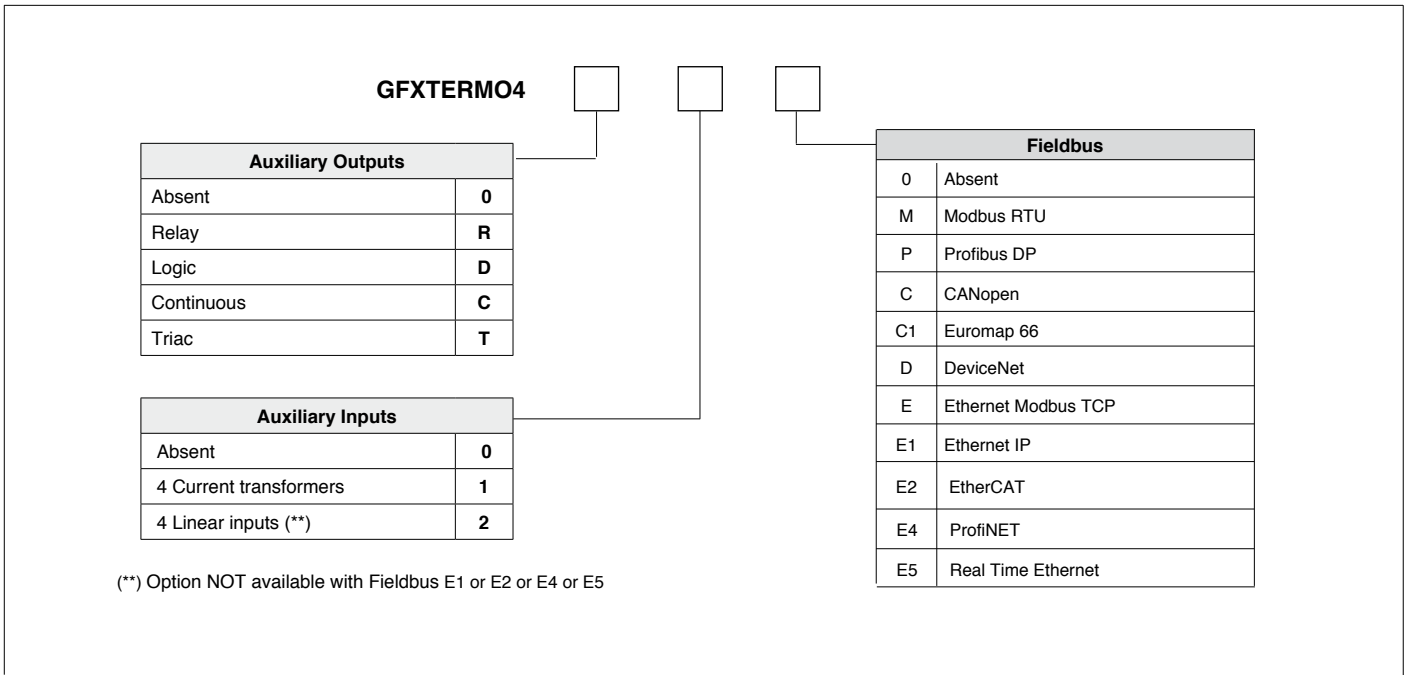 GFXTERMO4
Auxiliary Outputs
Absent 0
Relay R
Logic D
Continuous C
Triac T
Auxiliary Inputs
Absent 0
4 Current transformers 1
4 Linear inputs (**) 2
(**) Option NOT available with Fieldbus E1 or E2 or E4 or E5
Fieldbus
0 Absent
M Modbus RTU
P Profibus DP
C CANopen
C1 Euromap 66
D DeviceNet
E Ethernet Modbus TCP
E1 Ethernet IP
E2 EtherCAT
E4 ProfiNET
E5 Real Time Ethernet